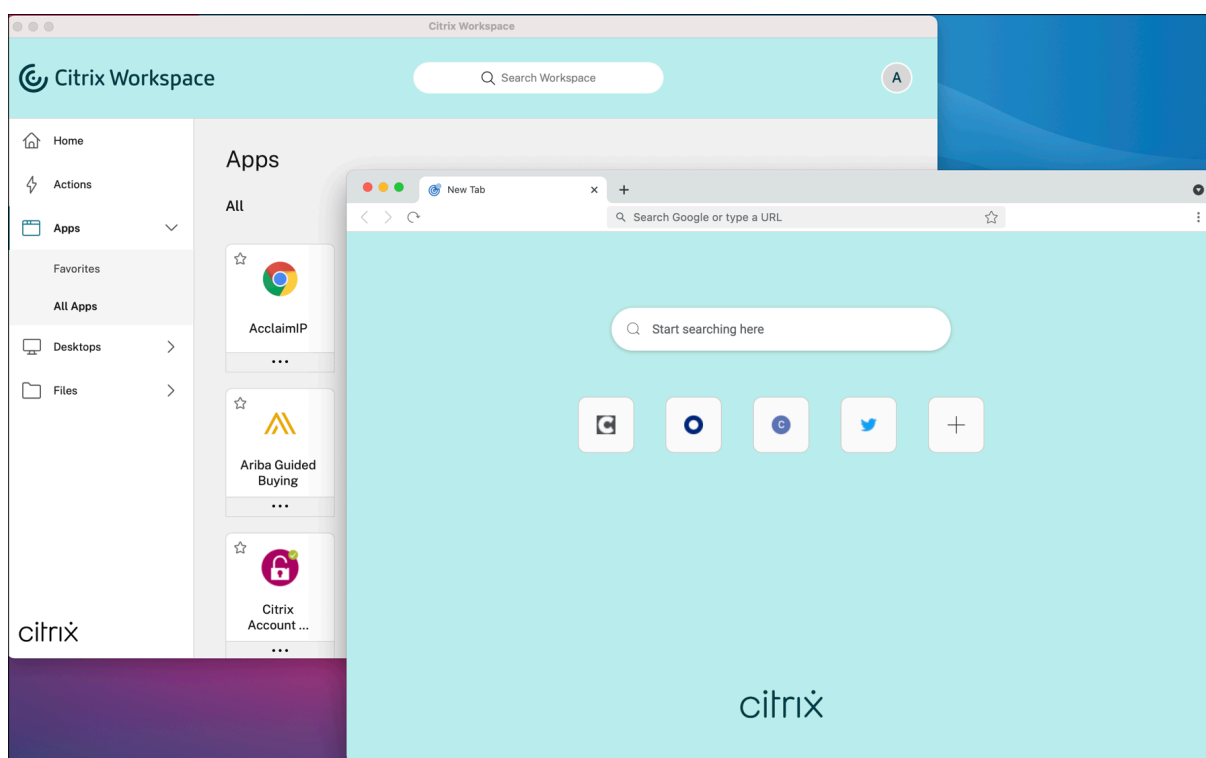 Citrix Workspace
Citrix Workspace
Search Workspace
A
Home
Actions
Apps
Favorites
All Apps
Desktops
Files
citrix
Apps
All
AcclaimIP
Ariba Guided
Buying
Citrix
Account ...
New Tab
Search Google or type a URL
Start searching here
C
C
citrix